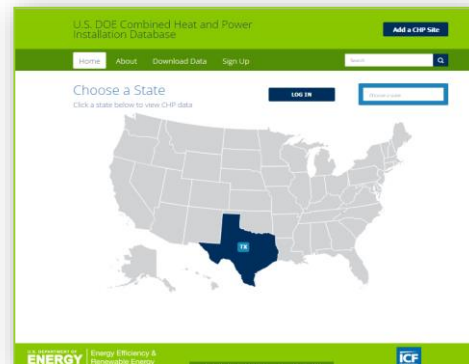 U.S. DOE Combined Heat and Power
Installation Database
Add a CHP Site
Home About Download Data Sign Up
Search
Choose a State
LOG IN
Click a state below to view CHP data
TX
U.S. DEPARTMENT OF
ENERGY
Energy Efficiency &
Renewable Energy
ICF